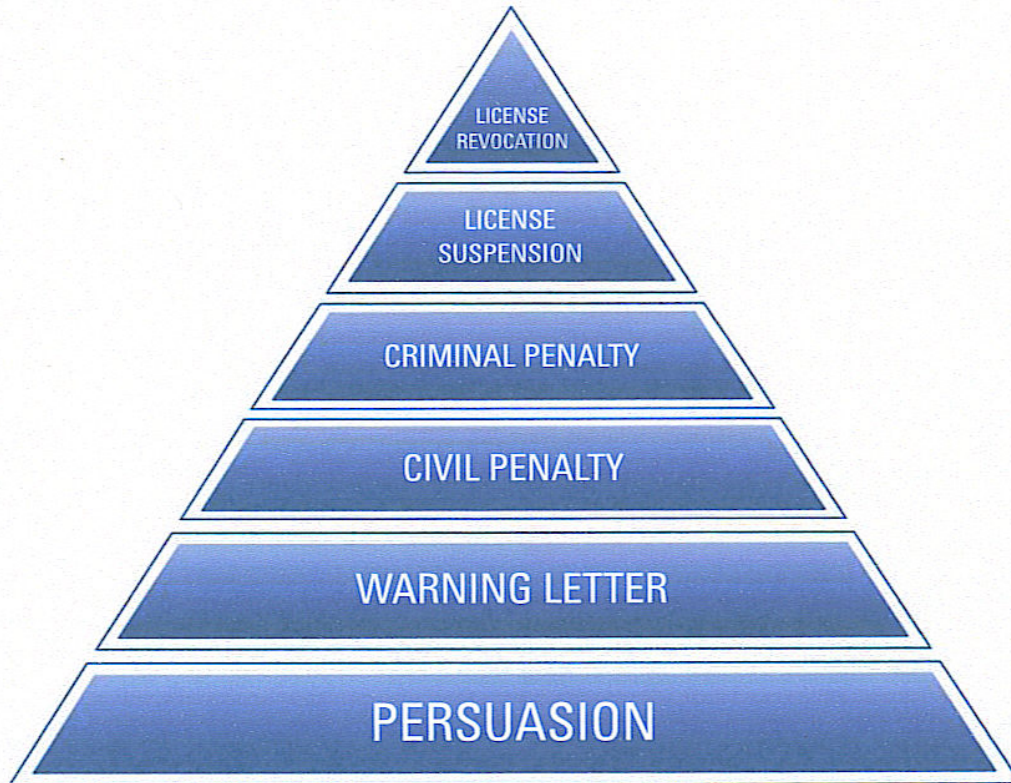 LICENSE
REVOCATION
LICENSE
SUSPENSION
CRIMINAL PENALTY
CIVIL PENALTY
WARNING LETTER
PERSUASION